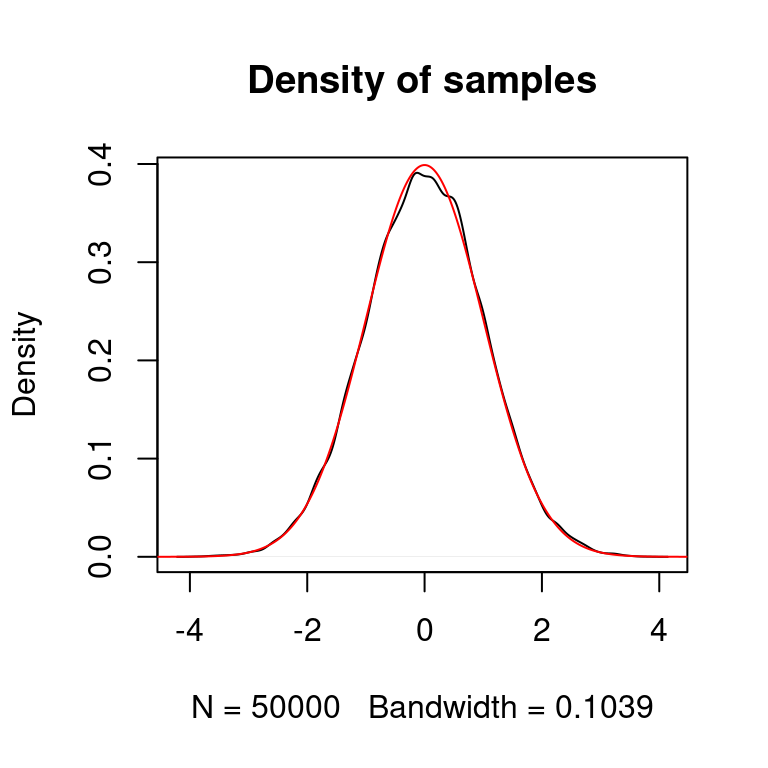 Density of samples
Density
0.4
0.3
0.2
0.1
0.0
-4 -2 0 2 4
N = 50000 Bandwidth = 0.1039